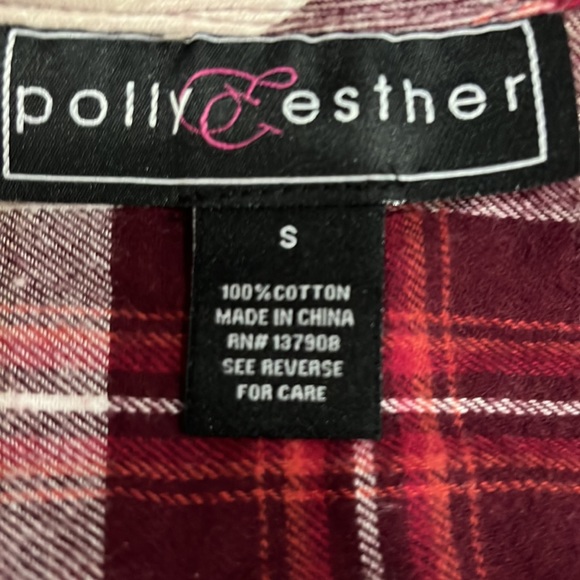 polly & esther
S
100% COTTON
MADE IN CHINA
RN# 137908
SEE REVERSE
FOR CARE